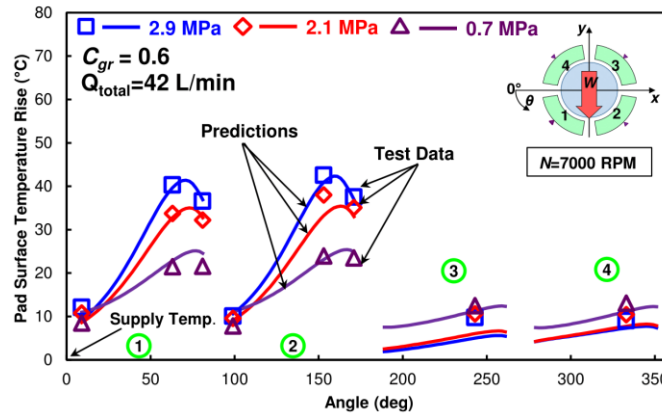 80
70
60
50
40
30
20
10
0
Pad Surface Temperature Rise (°C)
2.9 MPa
2.1 MPa
0.7 MPa
C_gr = 0.6
Q_total=42 L/min
Predictions
Test Data
Supply Temp.
1
2
3
4
y
4
3
0°
W
x
θ
1
2
N=7000 RPM
0
50
100
150
200
250
300
350
Angle (deg)